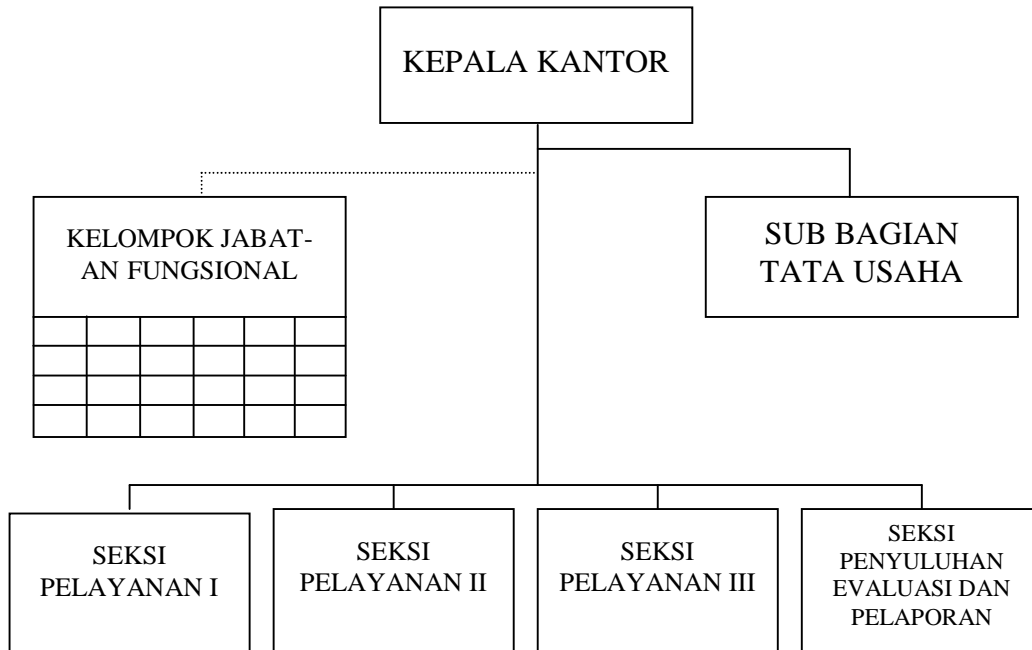 KEPALA KANTOR
KELOMPOK JABAT-
AN FUNGSIONAL
SUB BAGIAN
TATA USAHA
SEKSI
PELAYANAN I
SEKSI
PELAYANAN II
SEKSI
PELAYANAN III
SEKSI
PENYULUHAN
EVALUASI DAN
PELAPORAN